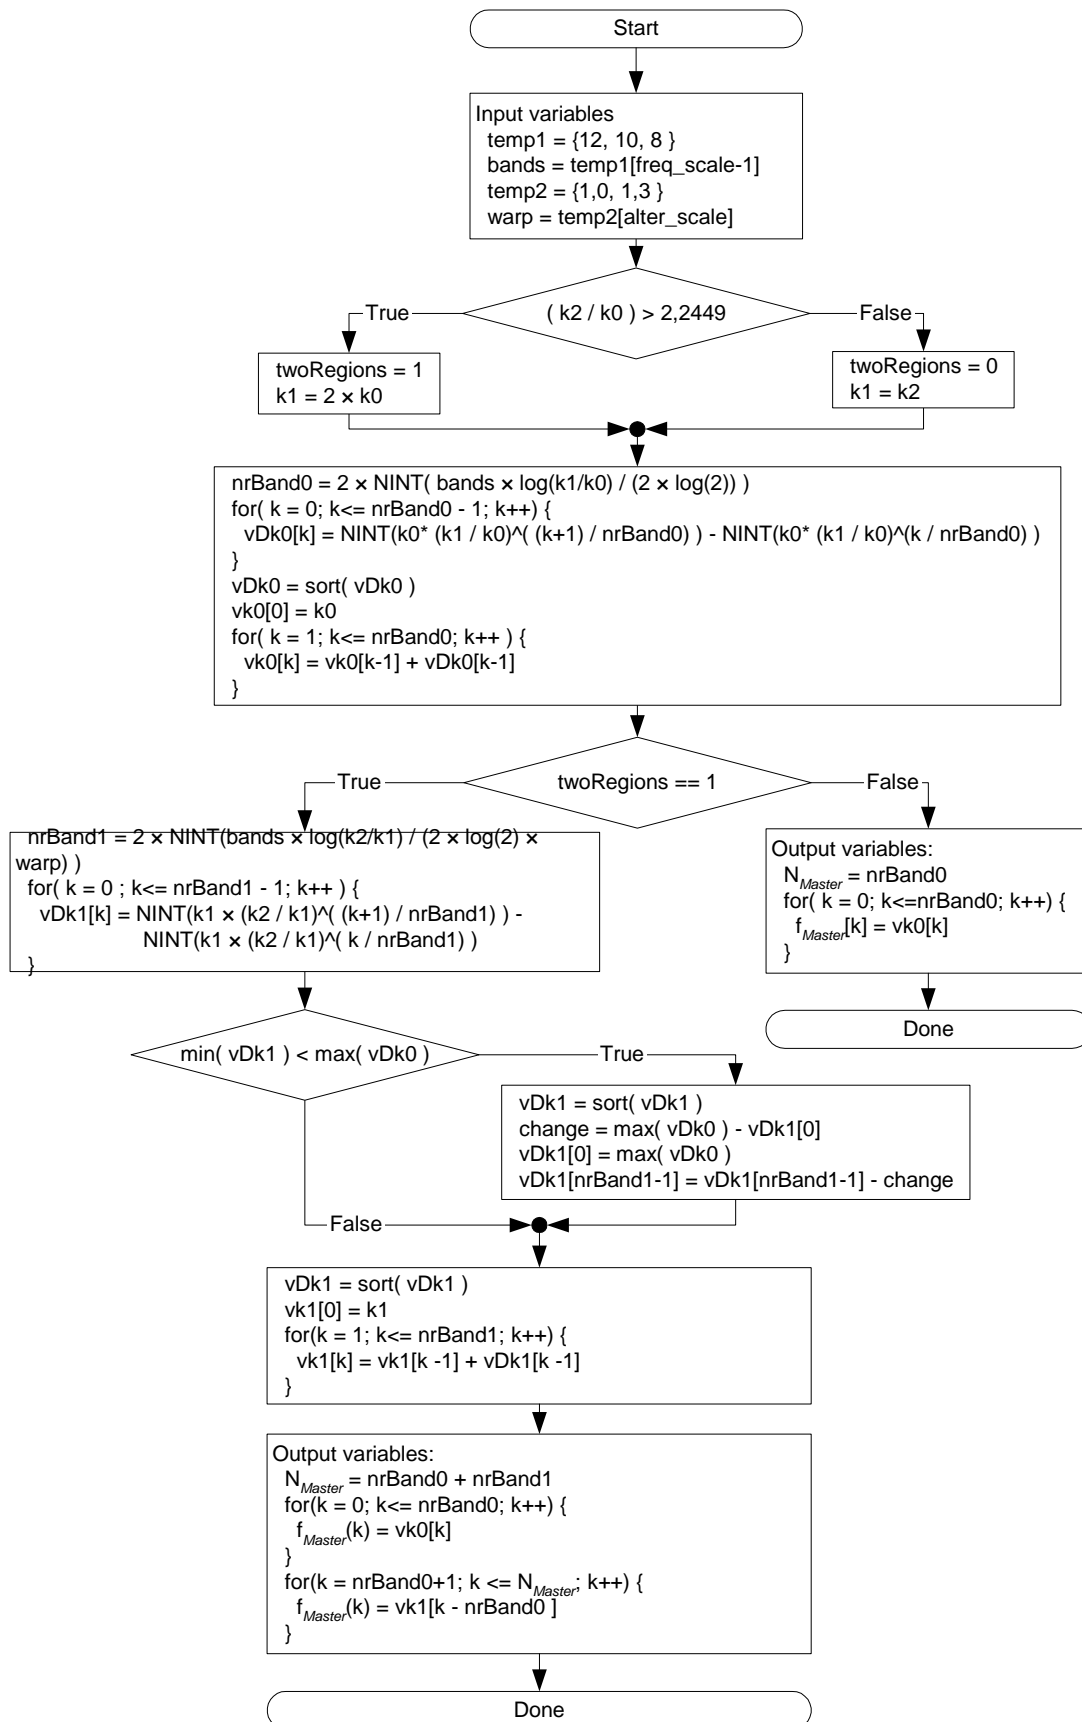 Start
Input variables
temp1 = {12, 10, 8 }
bands = temp1[freq_scale-1]
temp2 = {1,0, 1,3 }
warp = temp2[alter_scale]
( k2 / k0 ) > 2,2449
True
False
twoRegions = 1
k1 = 2 × k0
twoRegions = 0
k1 = k2
nrBand0 = 2 × NINT( bands × log(k1/k0) / (2 × log(2)) )
for( k = 0; k<= nrBand0 - 1; k++) {
vDk0[k] = NINT(k0* (k1 / k0)^( (k+1) / nrBand0) ) - NINT(k0* (k1 / k0)^(k / nrBand0) )
}
vDk0 = sort( vDk0 )
vk0[0] = k0
for( k = 1; k<= nrBand0; k++ ) {
vk0[k] = vk0[k-1] + vDk0[k-1]
}
twoRegions == 1
True
False
nrBand1 = 2 × NINT(bands × log(k2/k1) / (2 × log(2) ×
warp) )
for( k = 0 ; k<= nrBand1 - 1; k++ ) {
vDk1[k] = NINT(k1 × (k2 / k1)^( (k+1) / nrBand1) ) -
NINT(k1 × (k2 / k1)^( k / nrBand1) )
}
Output variables:
N_Master = nrBand0
for( k = 0; k<=nrBand0; k++) {
f_Master[k] = vk0[k]
}
Done
min( vDk1 ) < max( vDk0 )
True
vDk1 = sort( vDk1 )
change = max( vDk0 ) - vDk1[0]
vDk1[0] = max( vDk0 )
vDk1[nrBand1-1] = vDk1[nrBand1-1] - change
False
vDk1 = sort( vDk1 )
vk1[0] = k1
for(k = 1; k<= nrBand1; k++) {
vk1[k] = vk1[k -1] + vDk1[k -1]
}
Output variables:
N_Master = nrBand0 + nrBand1
for(k = 0; k<= nrBand0; k++) {
f_Master(k) = vk0[k]
}
for(k = nrBand0+1; k <= N_Master; k++) {
f_Master(k) = vk1[k - nrBand0 ]
}
Done